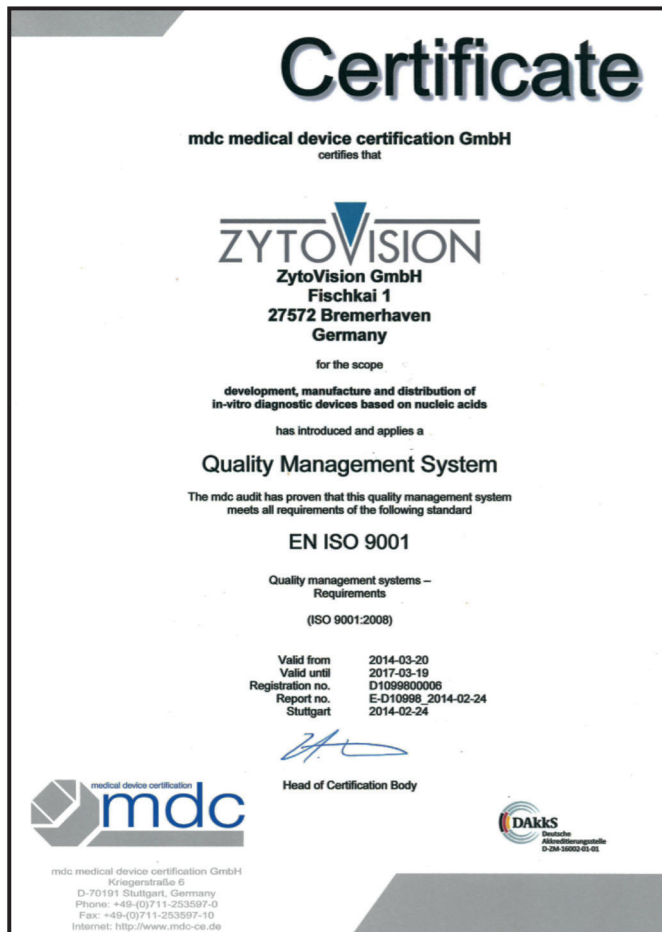 Certificate
mdc medical device certification GmbH
certifies that
ZYTOVISION
ZytoVision GmbH
Fischkai 1
27572 Bremerhaven
Germany
for the scope
development, manufacture and distribution of
in-vitro diagnostic devices based on nucleic acids
has introduced and applies a
Quality Management System
The mdc audit has proven that this quality management system
meets all requirements of the following standard
EN ISO 9001
Quality management systems –
Requirements
(ISO 9001:2008)
Valid from 2014-03-20
Valid until 2017-03-19
Registration no. D1099800006
Report no. E-D10998_2014-02-24
Stuttgart 2014-02-24
Head of Certification Body
medical device certification
mdc
DAkkS
Deutsche
Akkreditierungsstelle
D-ZM-16002-01-01
mdc medical device certification GmbH
Kriegerstraße 6
D-70191 Stuttgart, Germany
Phone: +49-(0)711-253597-0
Fax: +49-(0)711-253597-10
Internet: http://www.mdc-ce.de